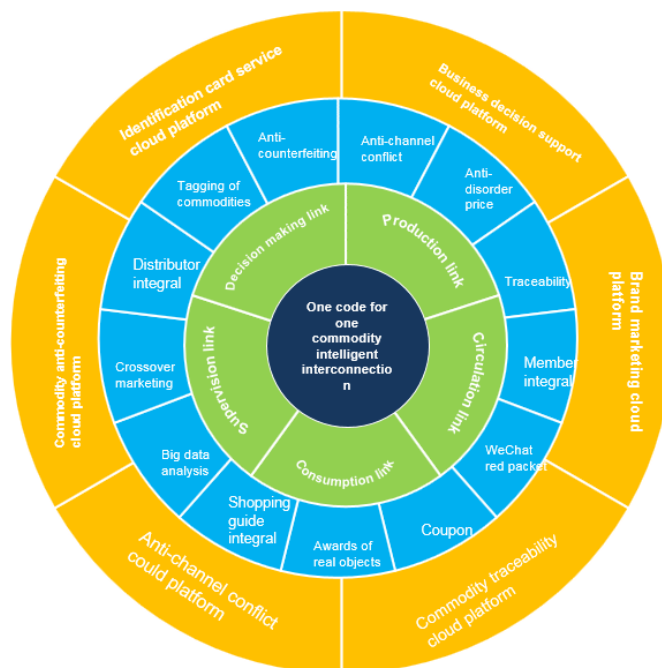 Identification card service
cloud platform
Business decision support
cloud platform
Brand marketing cloud
platform
Commodity traceability
cloud platform
Anti-channel conflict
could platform
Commodity anti-counterfeiting
cloud platform
Anti-
counterfeiting
Anti-channel
conflict
Anti-
disorder
price
Traceability
Member
integral
WeChat
red packet
Coupon
Awards of
real objects
Shopping
guide
integral
Big data
analysis
Crossover
marketing
Distributor
integral
Tagging of
commodities
Decision making link
Production link
Circulation link
Consumption link
Supervision link
One code for
one
commodity
intelligent
interconnectio
n